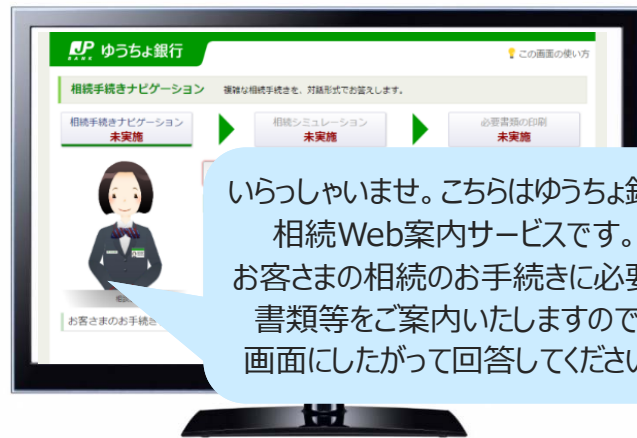 JP BANK ゆうちょ銀行
この画面の使い方
相続手続きナビゲーション 複雑な相続手続きを、対話形式でお答えします。
相続手続きナビゲーション 相続シミュレーション 必要書類の印刷
未実施 未実施 未実施
いらっしゃいませ。こちらはゆうちょ
相続Web案内サービスです。
お客さまの相続のお手続きに必
書類等をご案内いたしますので
画面にしたがって回答してくださ
お客さまのお手続